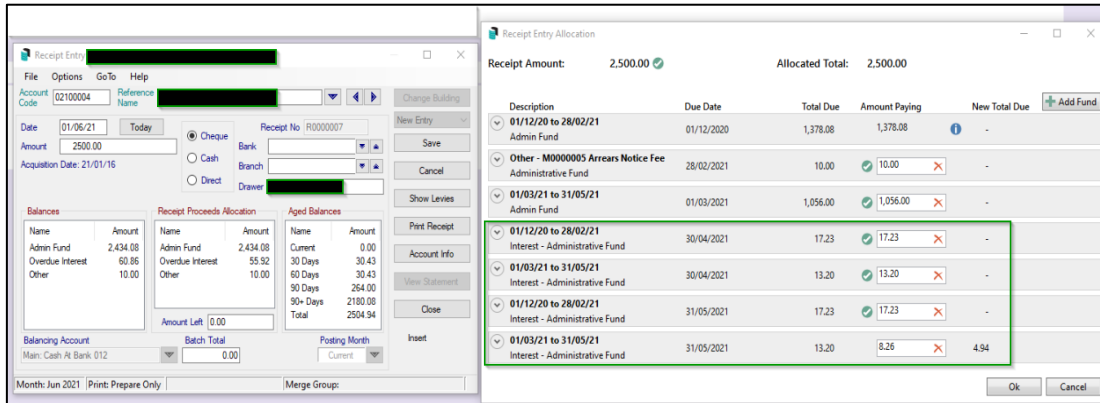 Receipt Entry
File Options GoTo Help
Account Code 02100004 Reference Name
Change Building
Date 01/06/21 Today
Receipt No R0000007
New Entry
Amount 2500.00
Cheque
Bank
Save
Acquisition Date: 21/01/16
Cash
Branch
Cancel
Direct
Drawer
Show Levies
Balances
Name Amount
Admin Fund 2,434.08
Overdue Interest 60.86
Other 10.00
Receipt Proceeds Allocation
Name Amount
Admin Fund 2,434.08
Overdue Interest 55.92
Other 10.00
Amount Left 0.00
Aged Balances
Name Amount
Current 0.00
30 Days 30.43
60 Days 30.43
90 Days 264.00
90+ Days 2180.08
Total 2504.94
Print Receipt
Account Info
View Statement
Close
Balancing Account
Batch Total
Posting Month
Insert
Main: Cash At Bank 012
0.00
Current
Month: Jun 2021 Print: Prepare Only Merge Group:
Receipt Entry Allocation
Receipt Amount: 2,500.00 Allocated Total: 2,500.00
Description Due Date Total Due Amount Paying New Total Due Add Fund
01/12/20 to 28/02/21
Admin Fund 01/12/2020 1,378.08 1,378.08 -
Other - M0000005 Arrears Notice Fee
Administrative Fund 28/02/2021 10.00 10.00 -
01/03/21 to 31/05/21
Admin Fund 01/03/2021 1,056.00 1,056.00 -
01/12/20 to 28/02/21
Interest - Administrative Fund 30/04/2021 17.23 17.23 -
01/03/21 to 31/05/21
Interest - Administrative Fund 30/04/2021 13.20 13.20 -
01/12/20 to 28/02/21
Interest - Administrative Fund 31/05/2021 17.23 17.23 -
01/03/21 to 31/05/21
Interest - Administrative Fund 31/05/2021 13.20 8.26 4.94
Ok Cancel